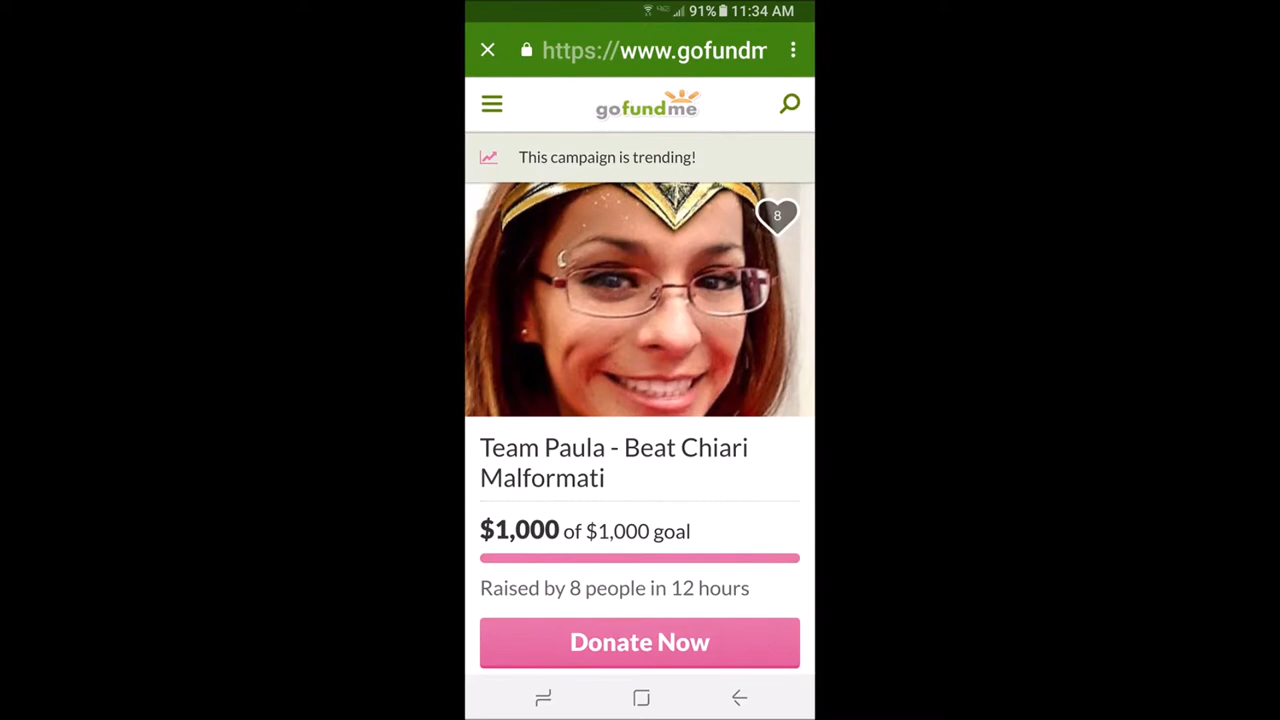 91% 11:34 AM
https://www.gofundm
gofundme
This campaign is trending!
8
Team Paula - Beat Chiari
Malformati
$1,000 of $1,000 goal
Raised by 8 people in 12 hours
Donate Now